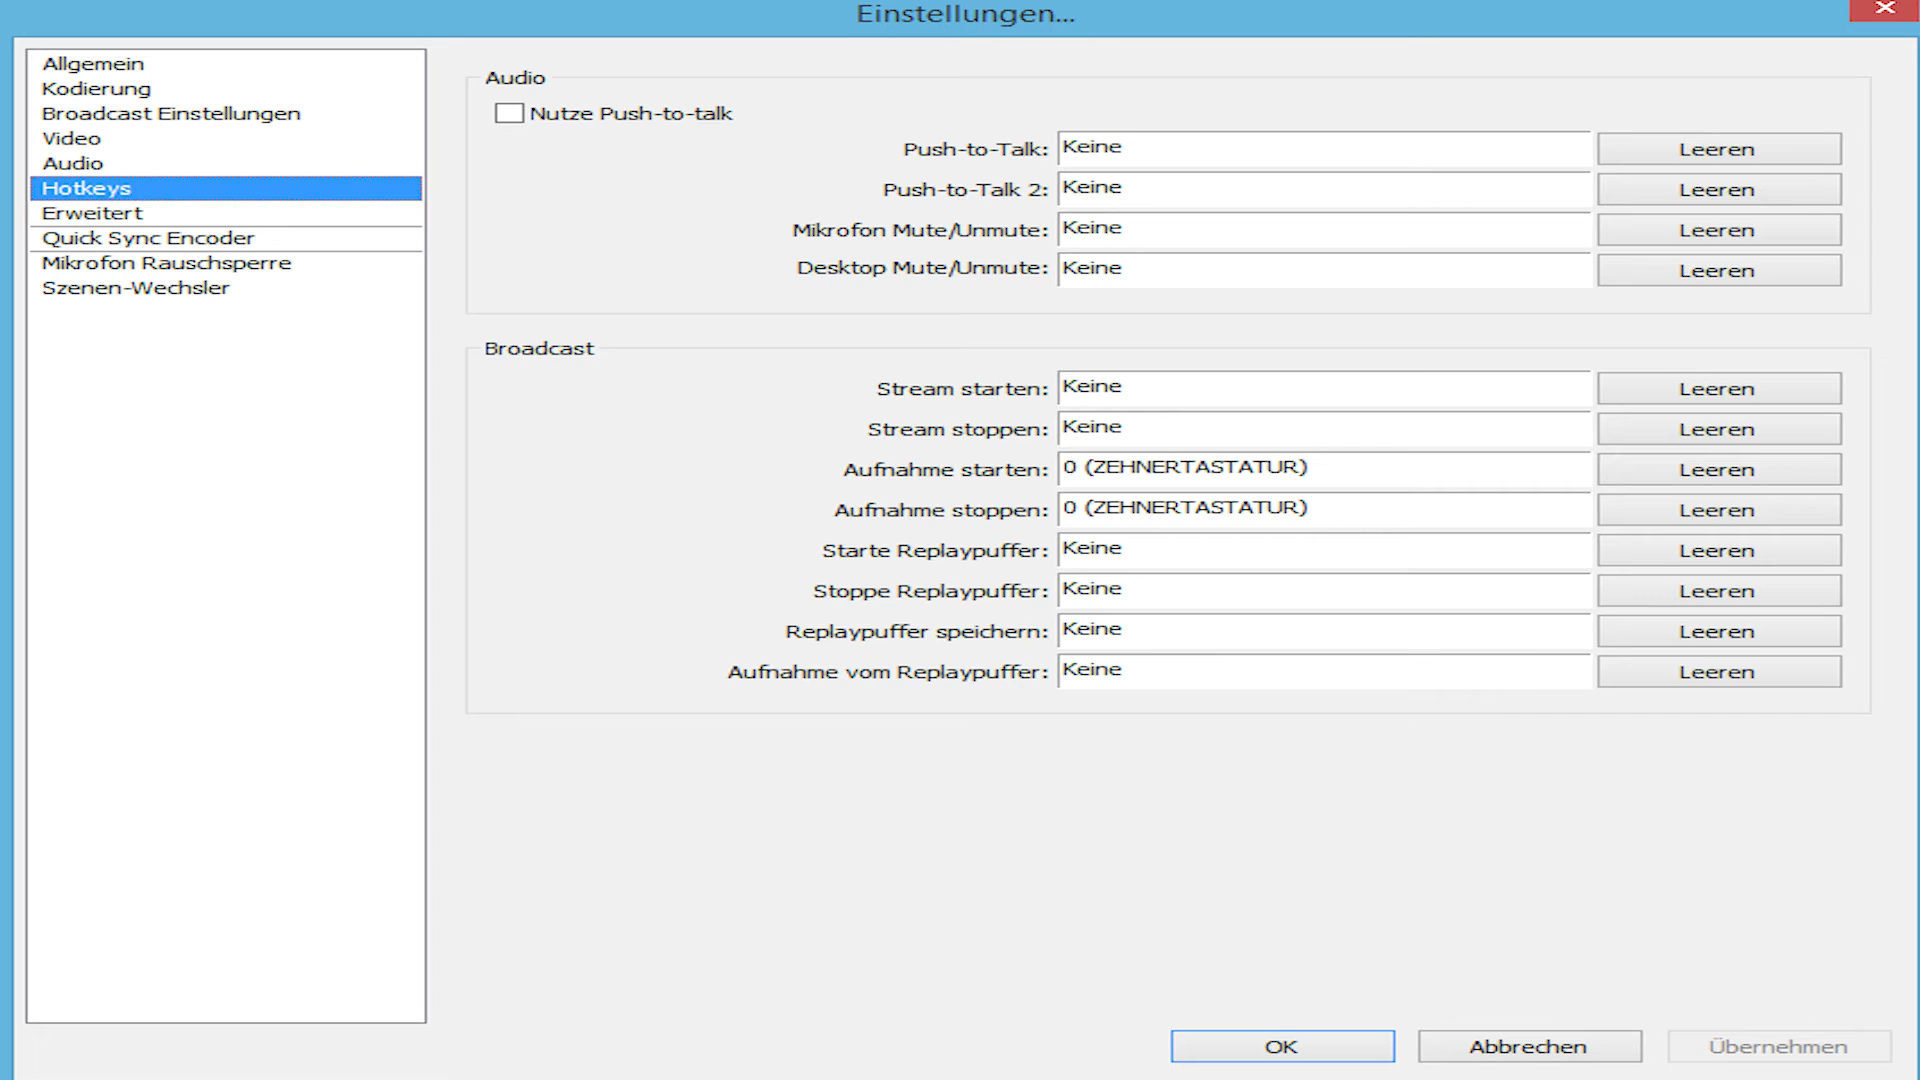 Einstellungen...
Allgemein
Kodierung
Broadcast Einstellungen
Video
Audio
Hotkeys
Erweitert
Quick Sync Encoder
Mikrofon Rauschsperre
Szenen-Wechsler
Audio
Nutze Push-to-talk
Push-to-Talk: Keine Leeren
Push-to-Talk 2: Keine Leeren
Mikrofon Mute/Unmute: Keine Leeren
Desktop Mute/Unmute: Keine Leeren
Broadcast
Stream starten: Keine Leeren
Stream stoppen: Keine Leeren
Aufnahme starten: 0 (ZEHNERTASTATUR) Leeren
Aufnahme stoppen: 0 (ZEHNERTASTATUR) Leeren
Starte Replaypuffer: Keine Leeren
Stoppe Replaypuffer: Keine Leeren
Replaypuffer speichern: Keine Leeren
Aufnahme vom Replaypuffer: Keine Leeren
OK Abbrechen Übernehmen